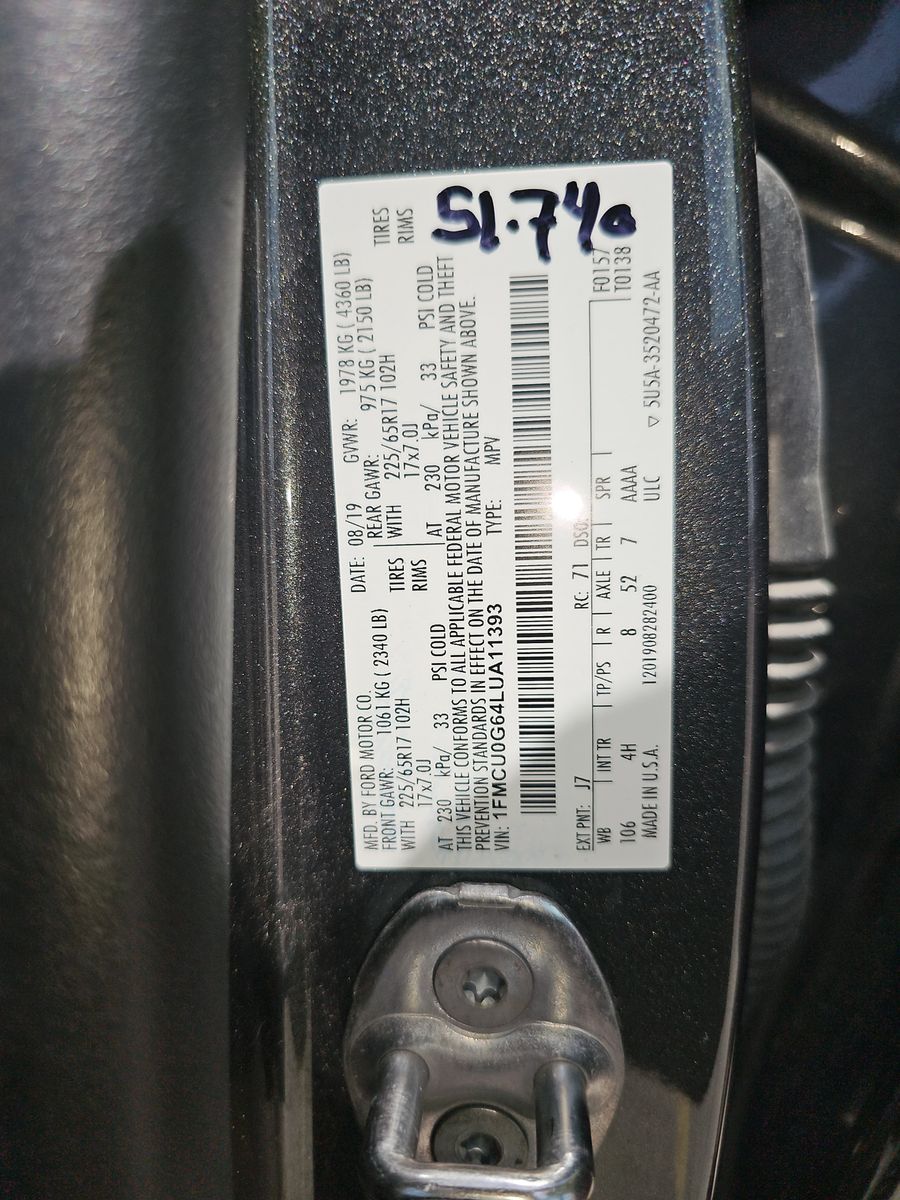 51.74%
MFD. BY FORD MOTOR CO.
DATE: 08/19 GVWR: 1978 KG ( 4360 LB)
FRONT GAWR: 1061 KG ( 2340 LB) REAR GAWR: 975 KG ( 2150 LB)
WITH 225/65R17 102H TIRES WITH 225/65R17 102H TIRES
17x7.0J RIMS 17x7.0J RIMS
AT 230 kPa/ 33 PSI COLD AT 230 kPa/ 33 PSI COLD
THIS VEHICLE CONFORMS TO ALL APPLICABLE FEDERAL MOTOR VEHICLE SAFETY AND THEFT
PREVENTION STANDARDS IN EFFECT ON THE DATE OF MANUFACTURE SHOWN ABOVE.
VIN: 1FMCU0G64LUA11393 TYPE: MPV
EXT PNT: J7 RC: 71 F0157
WB INT TR TP/PS R AXLE TR SPR T0138
106 4H 8 52 7 AAAA
MADE IN U.S.A. 1201908282400 ULC 5U5A-3520472-AA